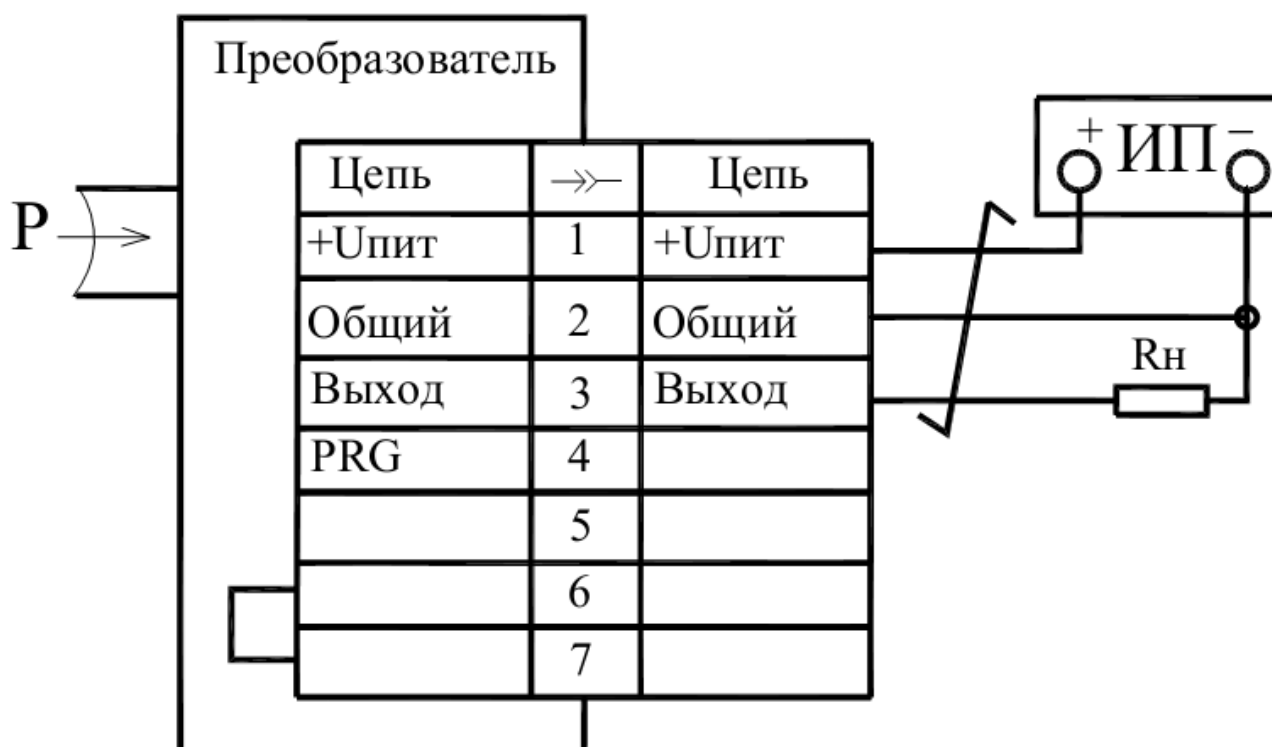 Преобразователь
+ ИП -
Цепь Цепь
P
+Uпит 1 +Uпит
Общий 2 Общий
Rн
Выход 3 Выход
PRG 4
5
6
7